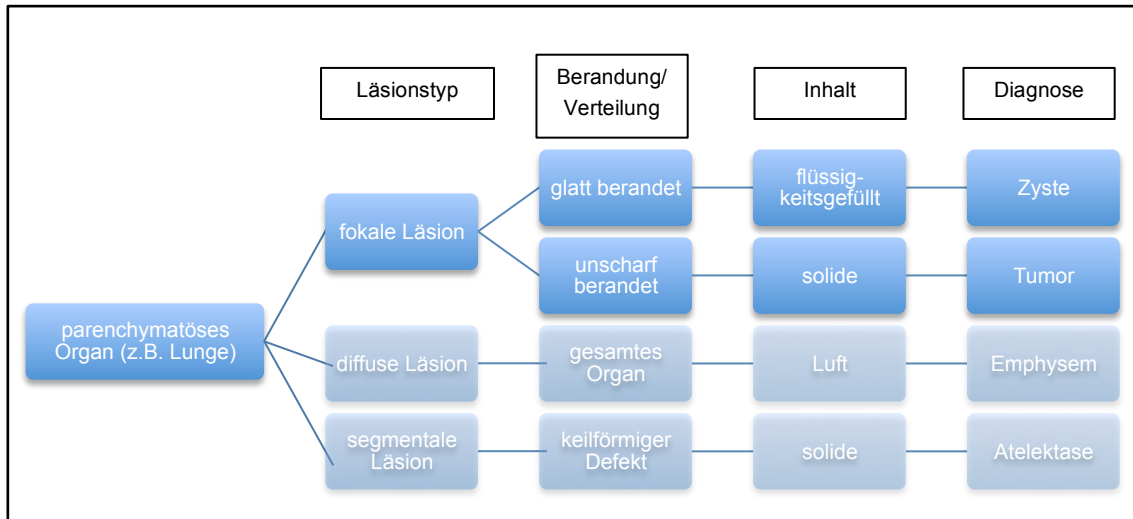 Läsionstyp
Berandung/
Verteilung
Inhalt
Diagnose
parenchymatöses
Organ (z.B. Lunge)
fokale Läsion
glatt berandet
flüssig-
keitsgefüllt
Zyste
unscharf
berandet
solide
Tumor
diffuse Läsion
gesamtes
Organ
Luft
Emphysem
segmentale
Läsion
keilförmiger
Defekt
solide
Atelektase